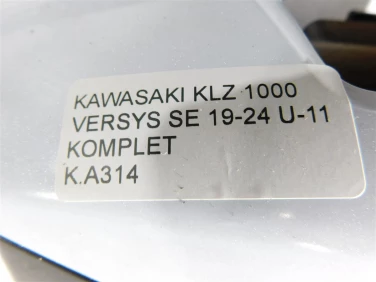 KAWASAKI KLZ 1000
VERSYS SE 19-24 U-11
KOMPLET
K.A314